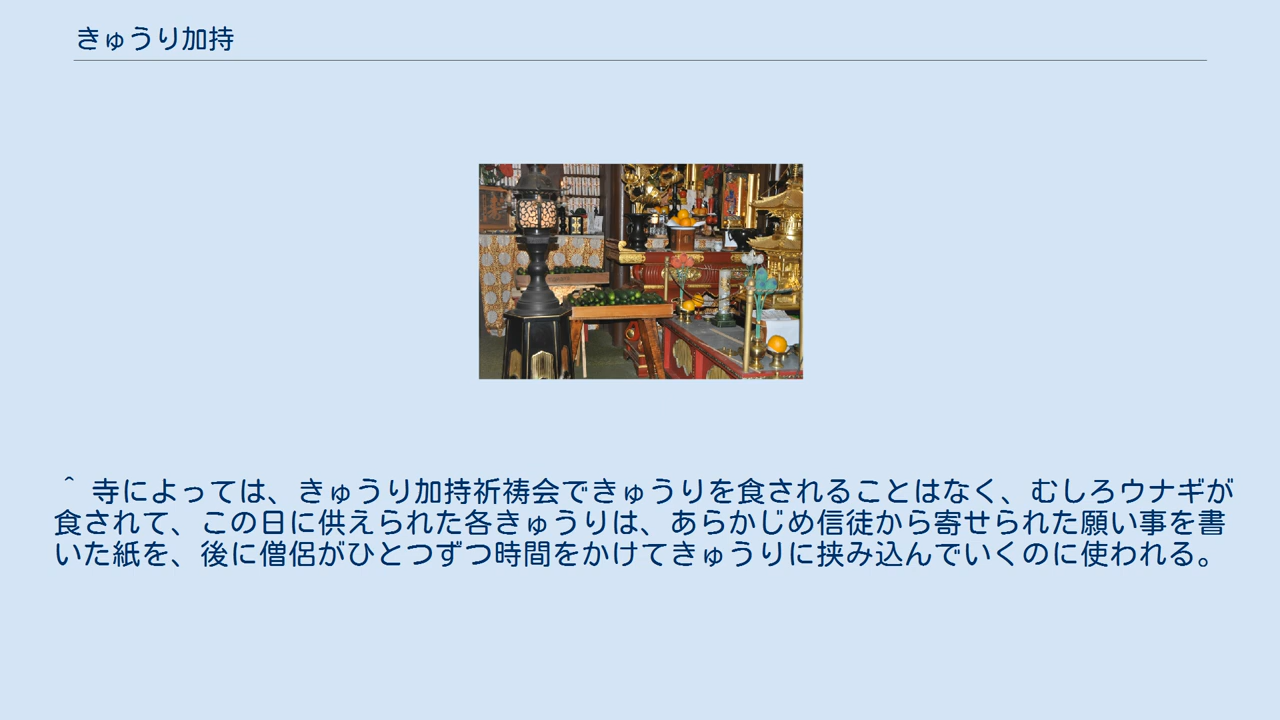 きゅうり加持
^ 寺によっては、きゅうり加持祈祷会できゅうりを食されることはなく、むしろウナギが
食されて、この日に供えられた各きゅうりは、あらかじめ信徒から寄せられた願い事を書
いた紙を、後に僧侶がひとつずつ時間をかけてきゅうりに挟み込んでいくのに使われる。